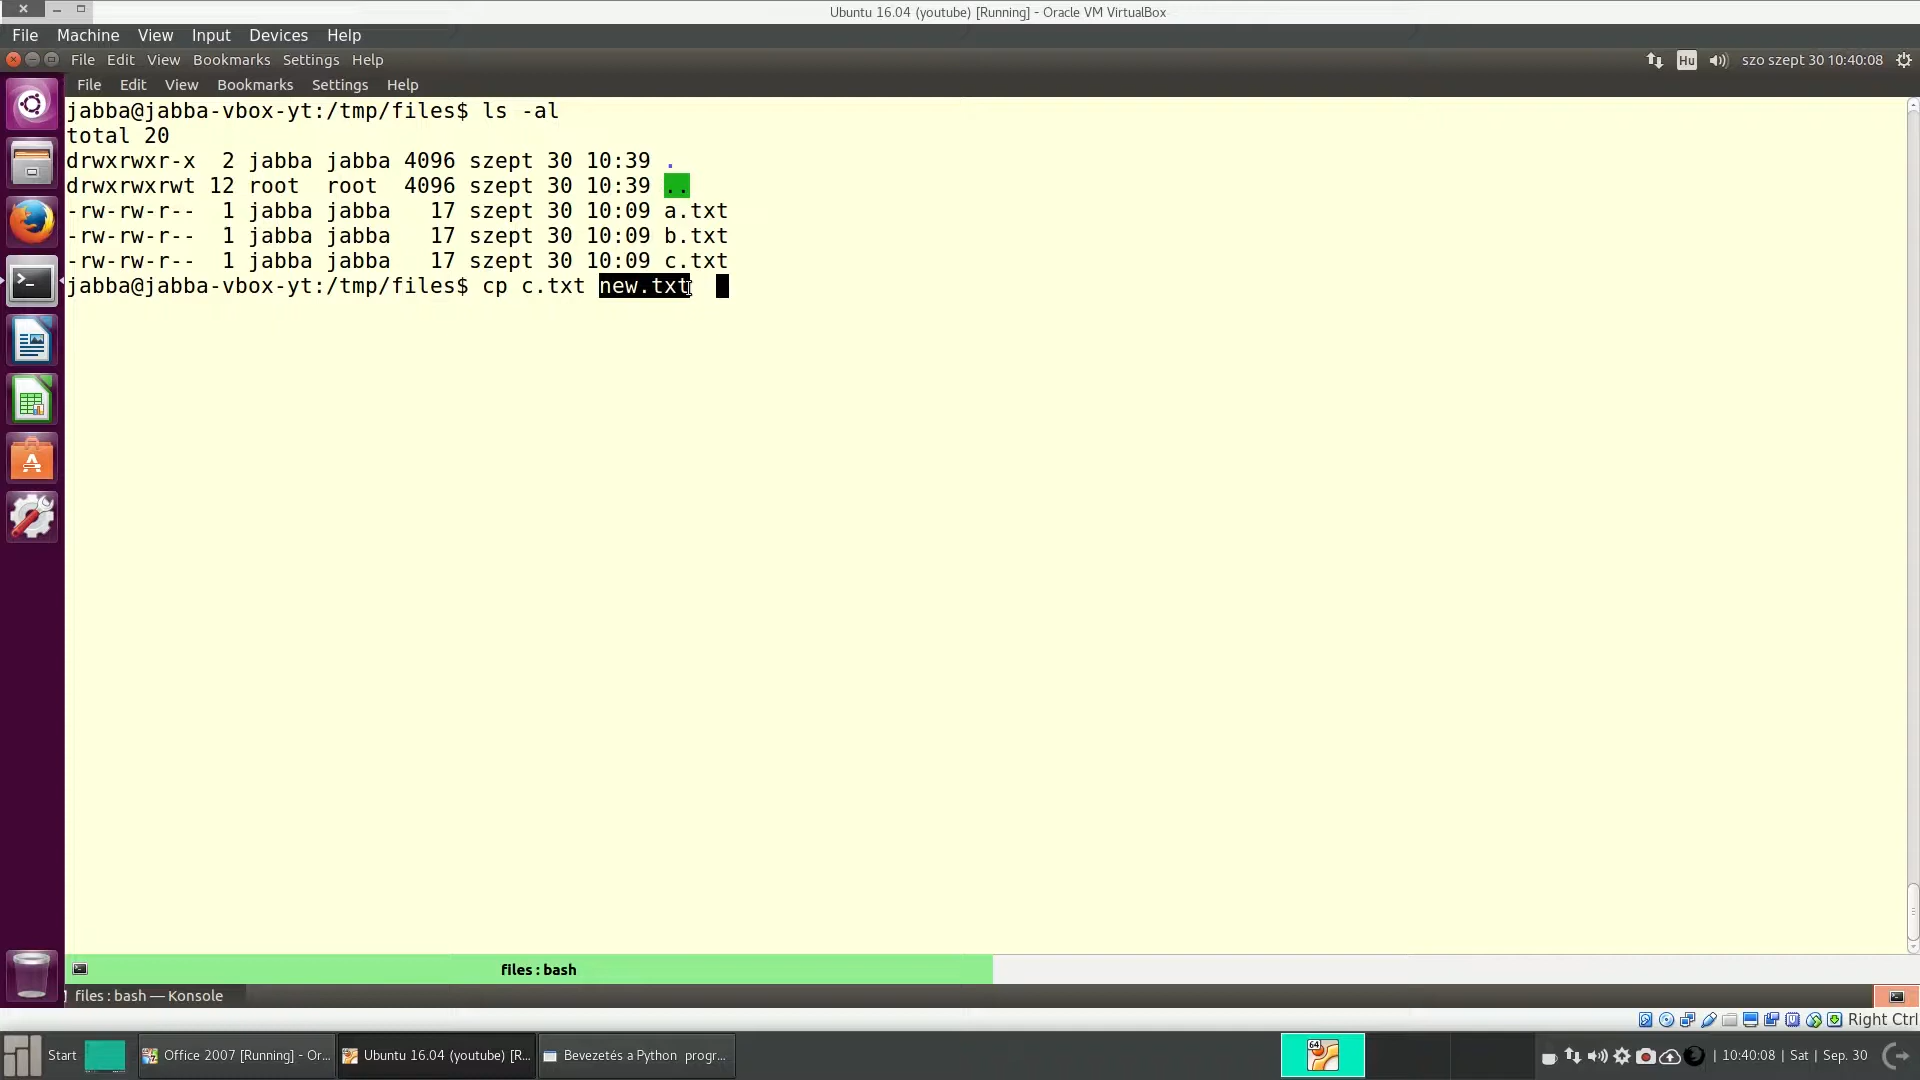 Ubuntu 16.04 (youtube) [Running] - Oracle VM VirtualBox
File Machine View Input Devices Help
File Edit View Bookmarks Settings Help
Hu szo szept 30 10:40:08
File Edit View Bookmarks Settings Help
jabba@jabba-vbox-yt:/tmp/files$ ls -al
total 20
drwxrwxr-x  2 jabba jabba 4096 szept 30 10:39 .
drwxrwxrwt 12 root  root  4096 szept 30 10:39 ..
-rw-rw-r--  1 jabba jabba   17 szept 30 10:09 a.txt
-rw-rw-r--  1 jabba jabba   17 szept 30 10:09 b.txt
-rw-rw-r--  1 jabba jabba   17 szept 30 10:09 c.txt
jabba@jabba-vbox-yt:/tmp/files$ cp c.txt new.txt
files : bash
files : bash — Konsole
Right Ctrl
Start
Office 2007 [Running] - Or...
Ubuntu 16.04 (youtube) [R...
Bevezetés a Python progr...
64
| 10:40:08 | Sat | Sep. 30